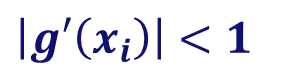 |g′(xᵢ)| < 1